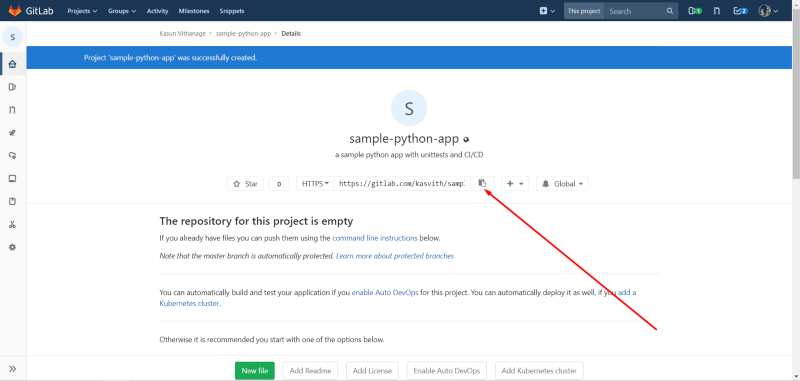 GitLab Projects Groups Activity Milestones Snippets This project Search 1 2
S Kasun Vithanage > sample-python-app > Details
Project 'sample-python-app' was successfully created.
S
sample-python-app
a sample python app with unittests and CI/CD
Star 0 HTTPS https://gitlab.com/kasvith/samp Global
The repository for this project is empty
If you already have files you can push them using the command line instructions below.
Note that the master branch is automatically protected. Learn more about protected branches
You can automatically build and test your application if you enable Auto DevOps for this project. You can automatically deploy it as well, if you add a
Kubernetes cluster.
Otherwise it is recommended you start with one of the options below.
New file Add Readme Add License Enable Auto DevOps Add Kubernetes cluster